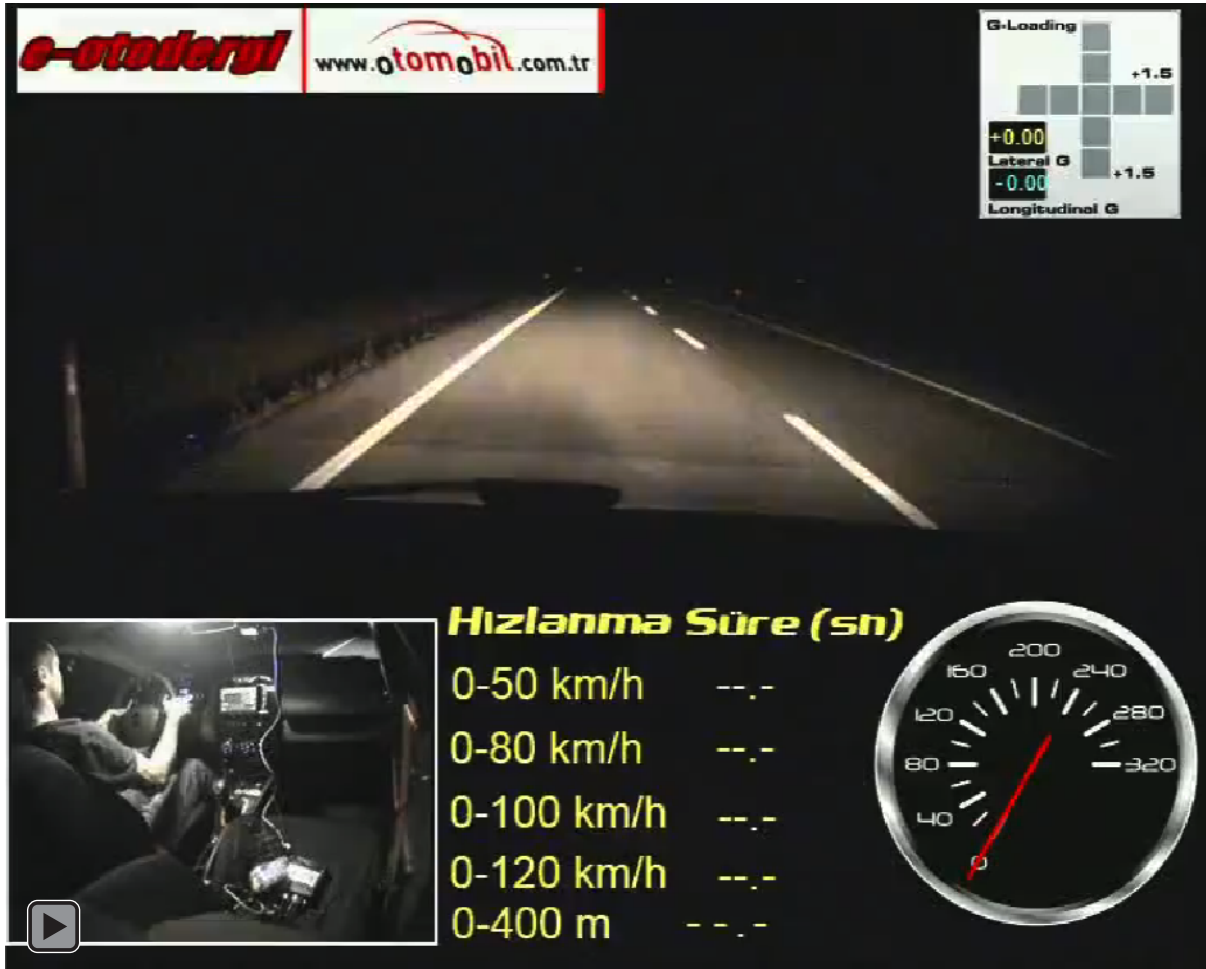 e-otodergi
www.otomobil.com.tr
G-Loading
+1.5
+0.00
Lateral G
+1.5
-0.00
Longitudinal G
Hızlanma Süre (sn)
0-50 km/h --.-
0-80 km/h --.-
0-100 km/h --.-
0-120 km/h --.-
0-400 m --.-
200
160 240
120 280
80 320
40
0